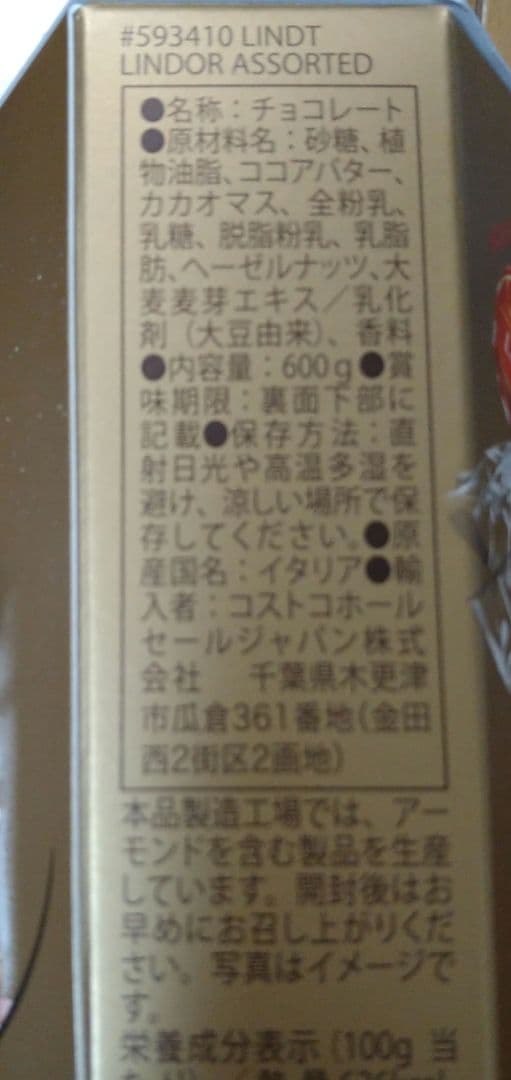 #593410 LINDT
LINDOR ASSORTED
●名称：チョコレート
●原材料名：砂糖、植
物油脂、ココアバター、
カカオマス、全粉乳、
乳糖、脱脂粉乳、乳脂
肪、ヘーゼルナッツ、大
麦麦芽エキス／乳化
剤（大豆由来）、香料
●内容量：600g●賞
味期限：裏面下部に
記載●保存方法：直
射日光や高温多湿を
避け、涼しい場所で保
存してください。●原
産国名：イタリア●輸
入者：コストコホール
セールジャパン株式
会社　千葉県木更津
市瓜倉361番地（金田
西2街区2画地）
本品製造工場では、アー
モンドを含む製品を生産
しています。開封後はお
早めにお召し上がりくだ
さい。写真はイメージで
す。
栄養成分表示（100g 当